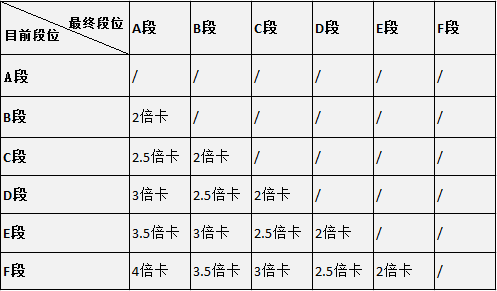 最终段位
目前段位
A段 B段 C段 D段 E段 F段
A段 / / / / / /
B段 2倍卡 / / / / /
C段 2.5倍卡 2倍卡 / / / /
D段 3倍卡 2.5倍卡 2倍卡 / / /
E段 3.5倍卡 3倍卡 2.5倍卡 2倍卡 / /
F段 4倍卡 3.5倍卡 3倍卡 2.5倍卡 2倍卡 /